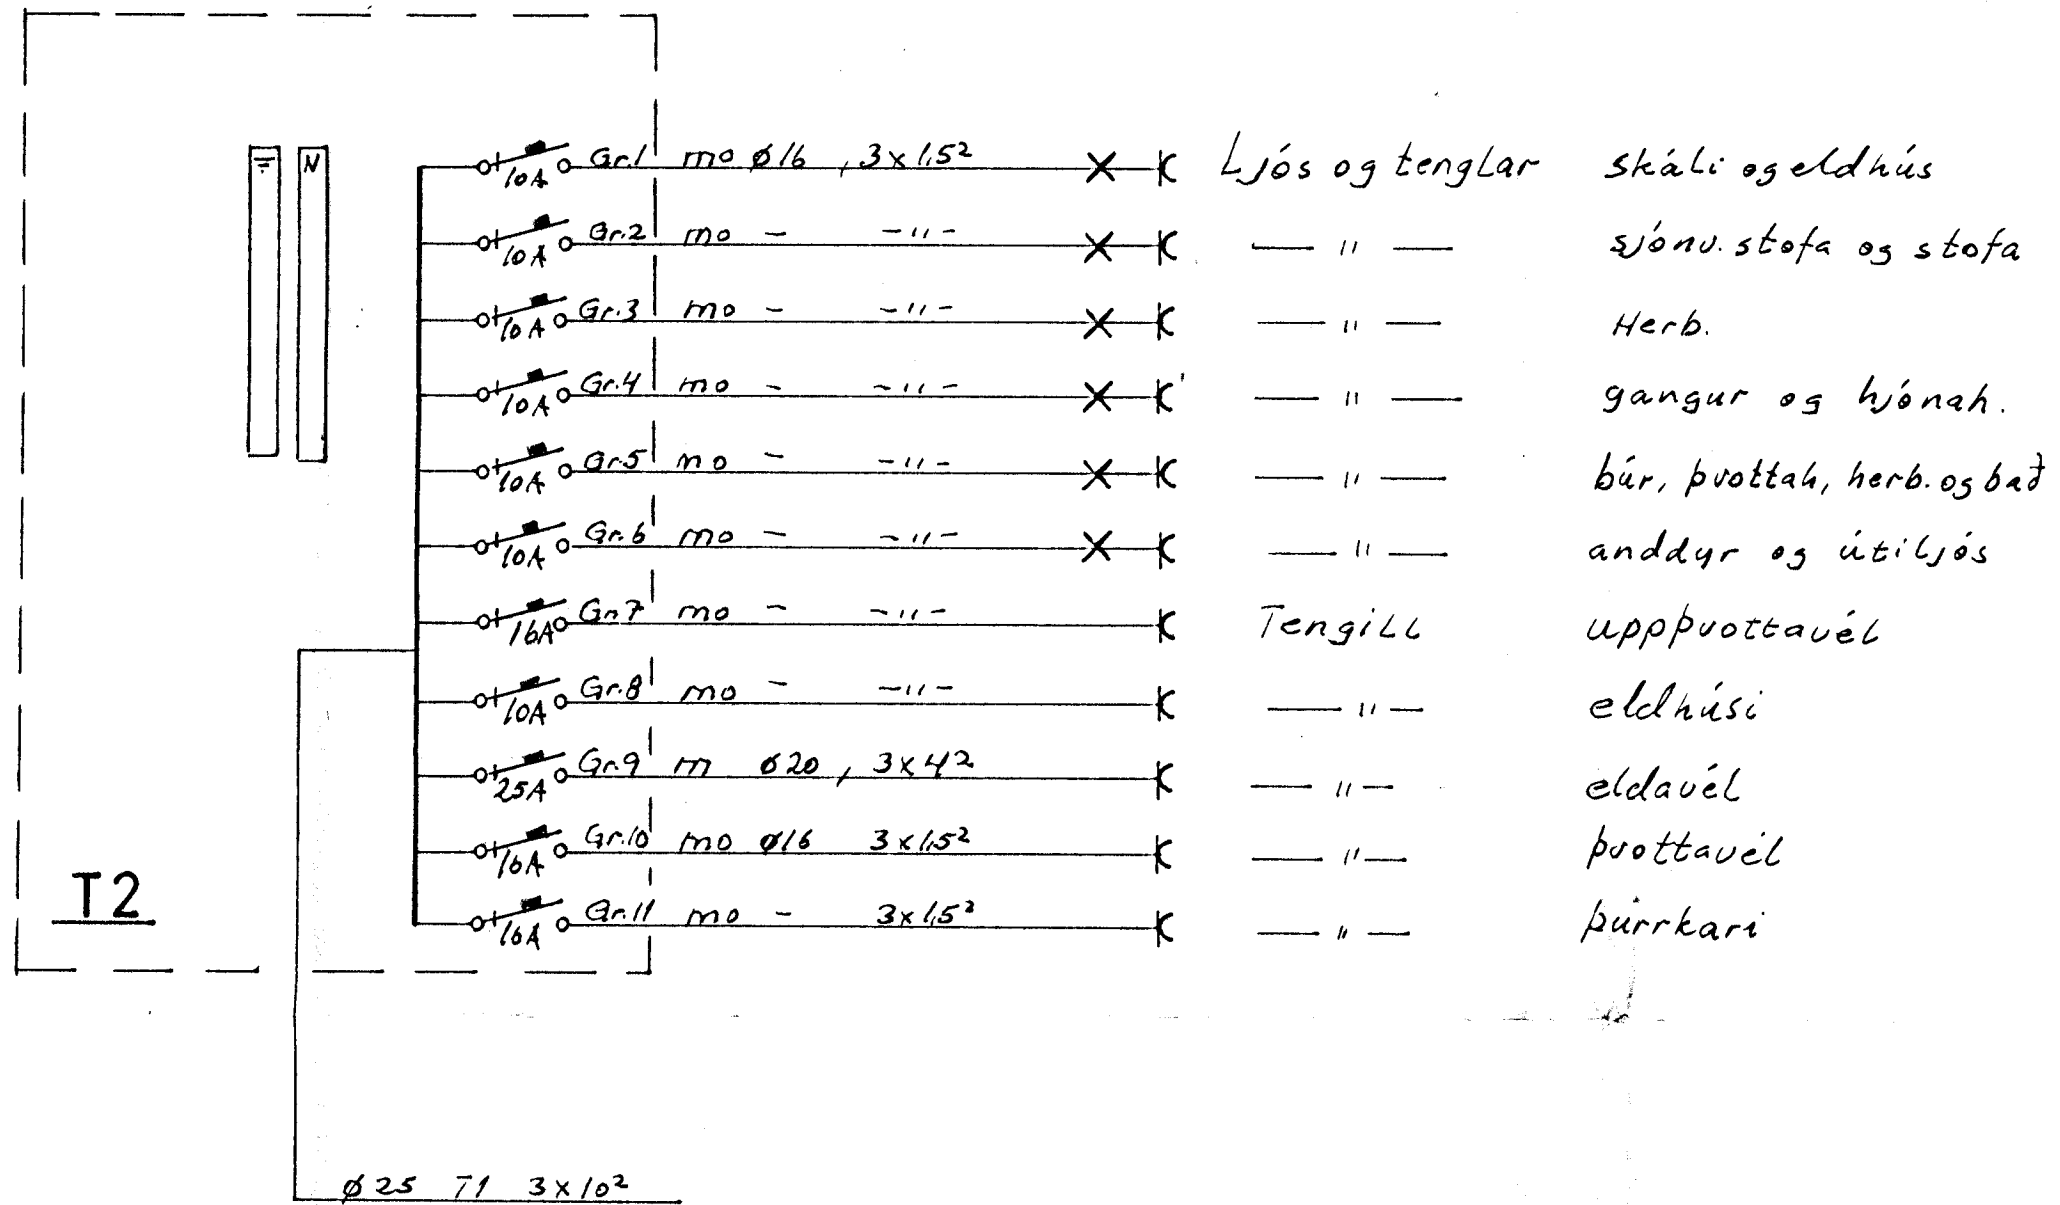 N
Gr.1 mo ø16 , 3x1,5² Ljós og tenglar skáli og eldhús
10A
Gr.2 mo - -"- — " — sjónv. stofa og stofa
10A
Gr.3 mo - -"- — " — Herb.
10A
Gr.4 mo - -"- — " — gangur og hjónah.
10A
Gr.5 mo - -"- — " — búr, þvottah, herb. og bað
10A
Gr.6 mo - -"- — " — anddyr og útiljós
10A
Gr.7 mo - -"- Tengill uppþvottavél
16A
Gr.8 mo - -"- — " — eldhúsi
10A
Gr.9 m ø20 , 3x4² — " — eldavél
25A
Gr.10 mo ø16 3x1,5² — " — þvottavél
16A
T2
Gr.11 mo - 3x1,5² — " — þurrkari
16A
ø25 T1 3x10²